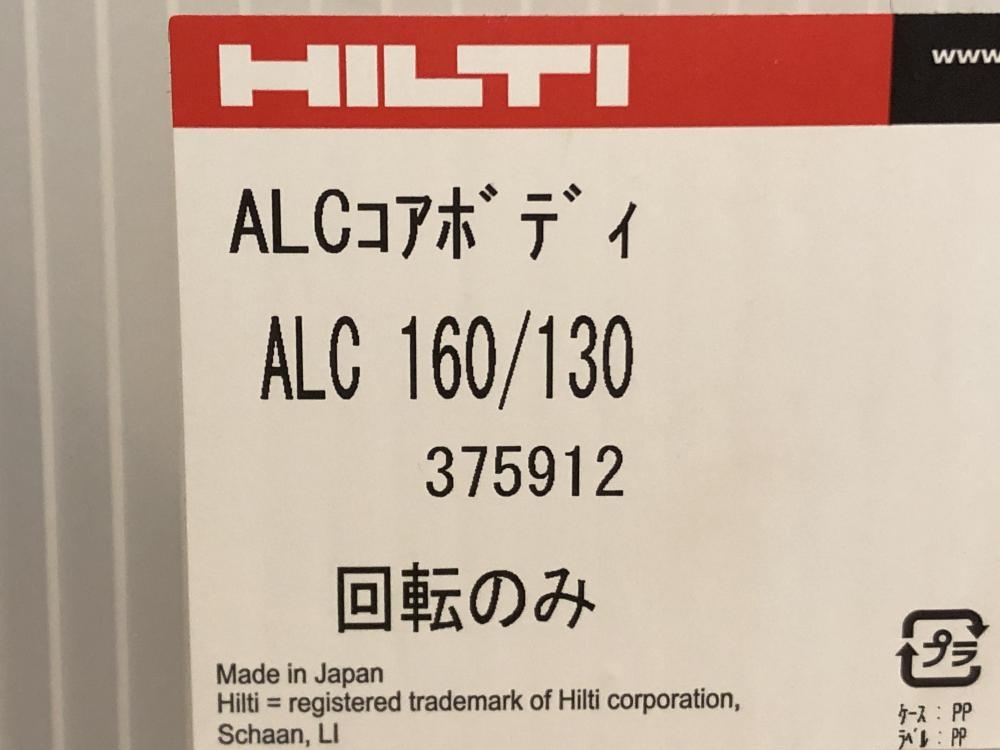 HILTI
www
ALCコアボディ
ALC 160/130
375912
回転のみ
Made in Japan
Hilti = registered trademark of Hilti corporation,
Schaan, LI
プラ
ケース : PP
ラベル : PP